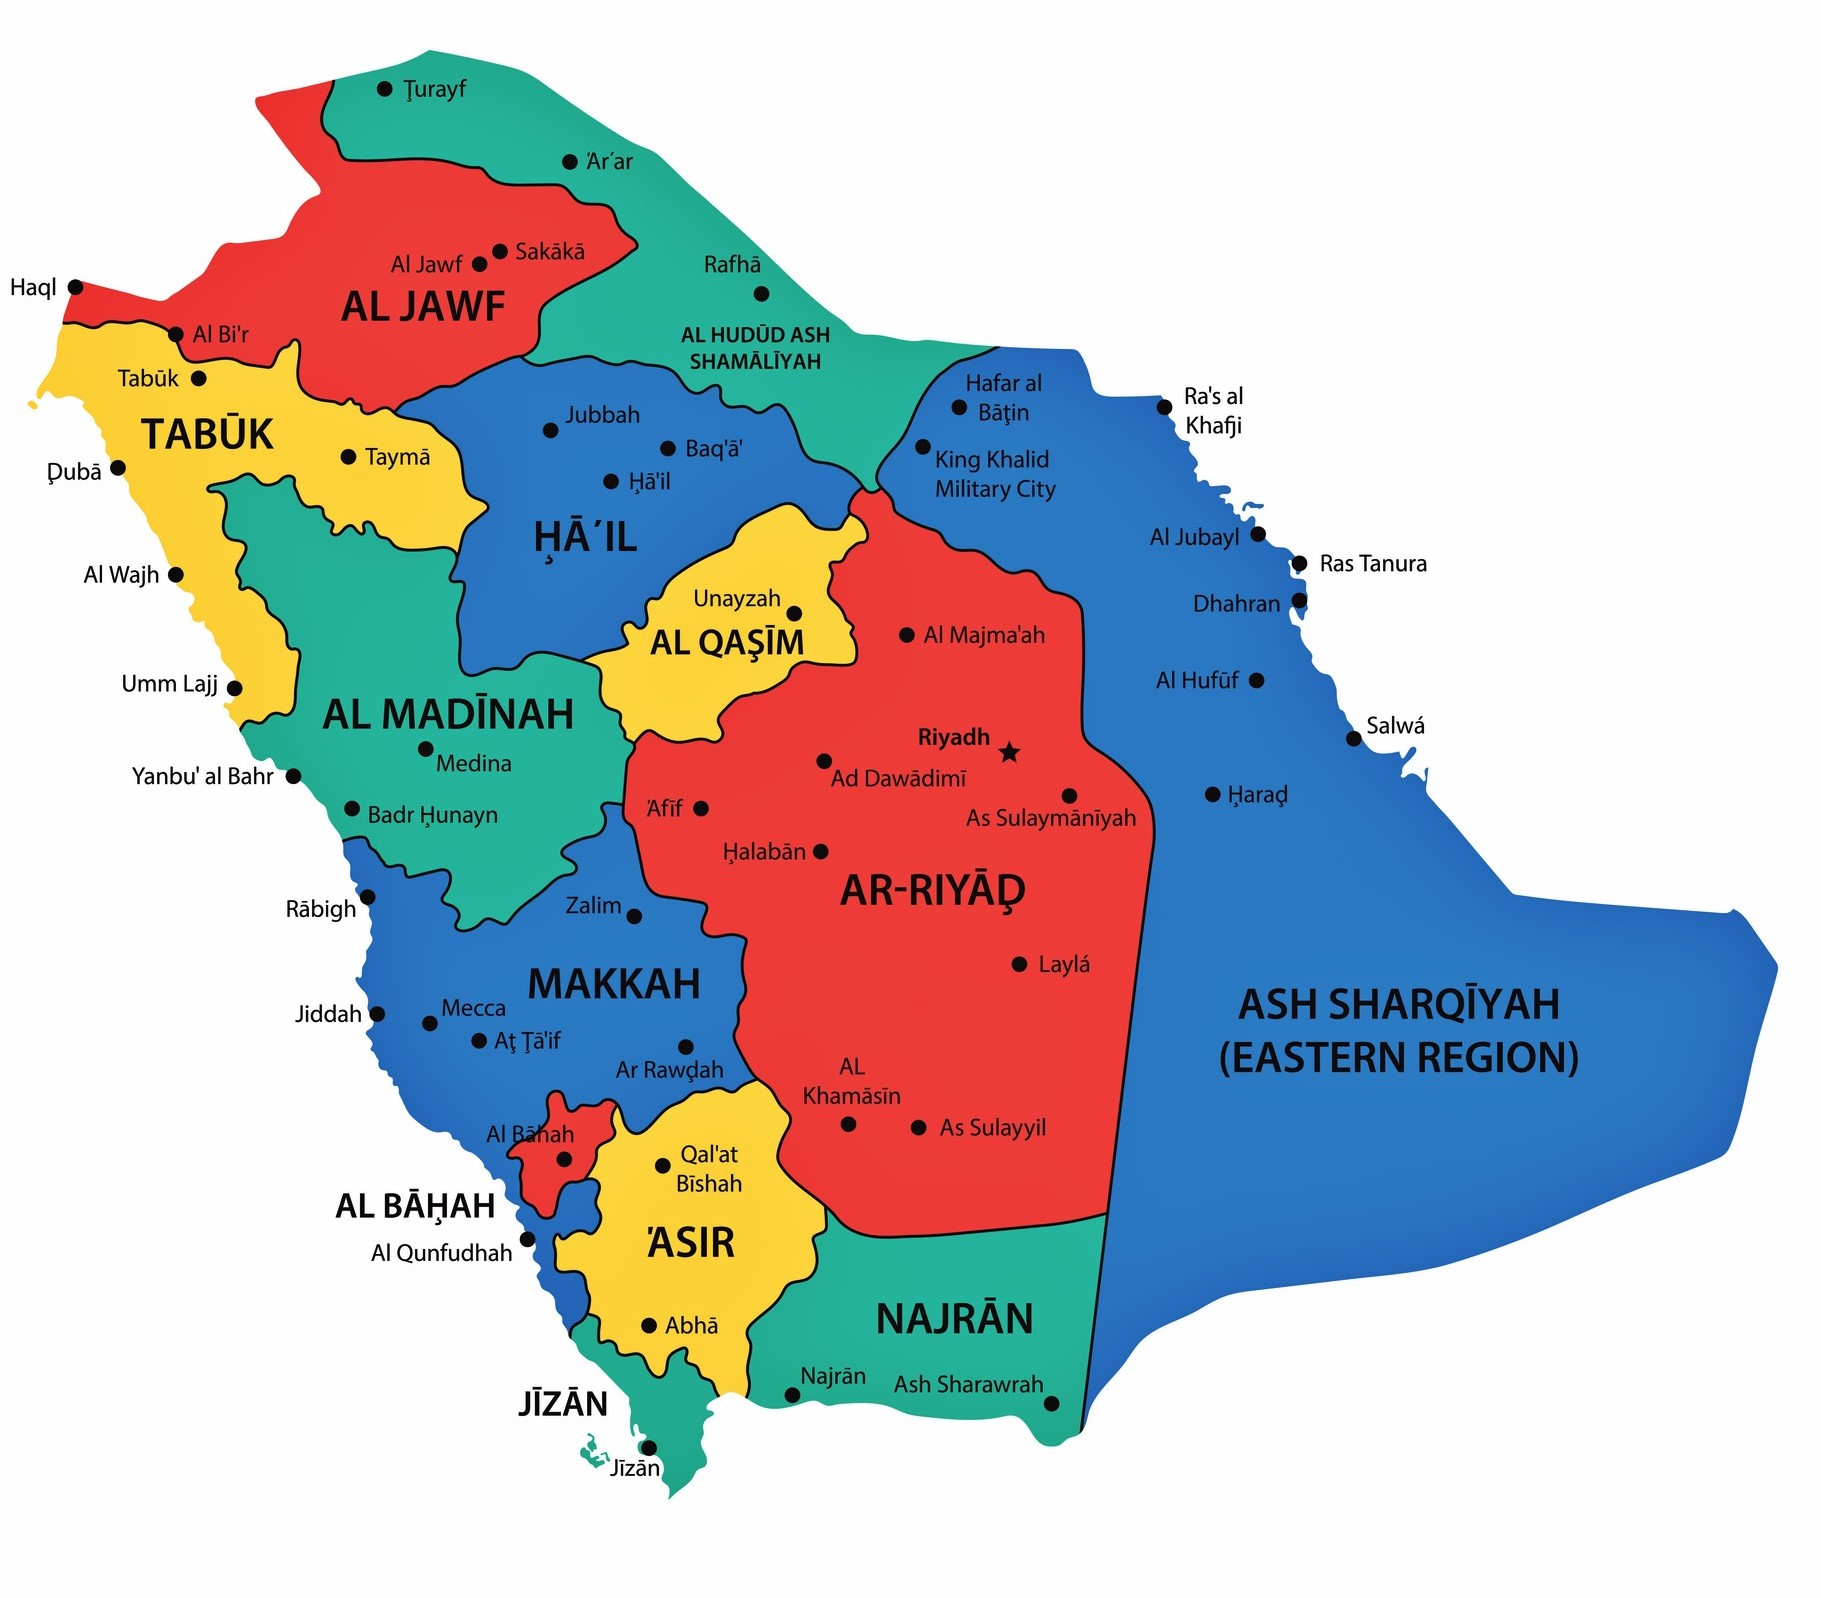 Ţurayf
'Ar´ar
Sakākā
Al Jawf
AL JAWF
Rafhā
AL HUDŪD ASH
SHAMĀLĪYAH
Haql
Al Bi'r
Tabūk
TABŪK
Taymā
Ḑubā
Al Wajh
Umm Lajj
Jubbah
Baq'ā'
Ḩā'il
ḨĀ´IL
Hafar al
Bāţin
King Khalid
Military City
Ra's al
Khafji
Al Jubayl
Ras Tanura
Dhahran
Al Hufūf
Salwá
Ḩaraḑ
Unayzah
AL QAŞĪM
Al Majma'ah
AL MADĪNAH
Medina
Yanbu' al Bahr
Badr Ḩunayn
Riyadh
Ad Dawādimī
'Afīf
As Sulaymānīyah
Ḩalabān
AR-RIYĀḐ
Laylá
AL
Khamāsīn
As Sulayyil
Rābigh
Zalim
MAKKAH
Jiddah
Mecca
Aţ Ţā'if
Ar Rawḑah
ASH SHARQĪYAH
(EASTERN REGION)
Al Bāhah
AL BĀḨAH
Al Qunfudhah
Qal'at
Bīshah
'ASIR
Abhā
NAJRĀN
Najrān
Ash Sharawrah
JĪZĀN
Jīzān